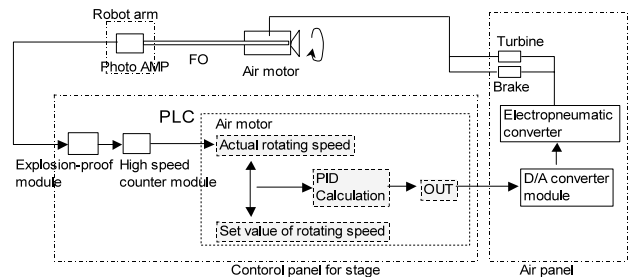 Robot arm
Photo AMP
FO
Air motor
Turbine
Brake
Electropneumatic
converter
PLC
Air motor
Actual rotating speed
Explosion-proof
module
High speed
counter module
PID
Calculation
OUT
D/A converter
module
Set value of rotating speed
Contorol panel for stage
Air panel